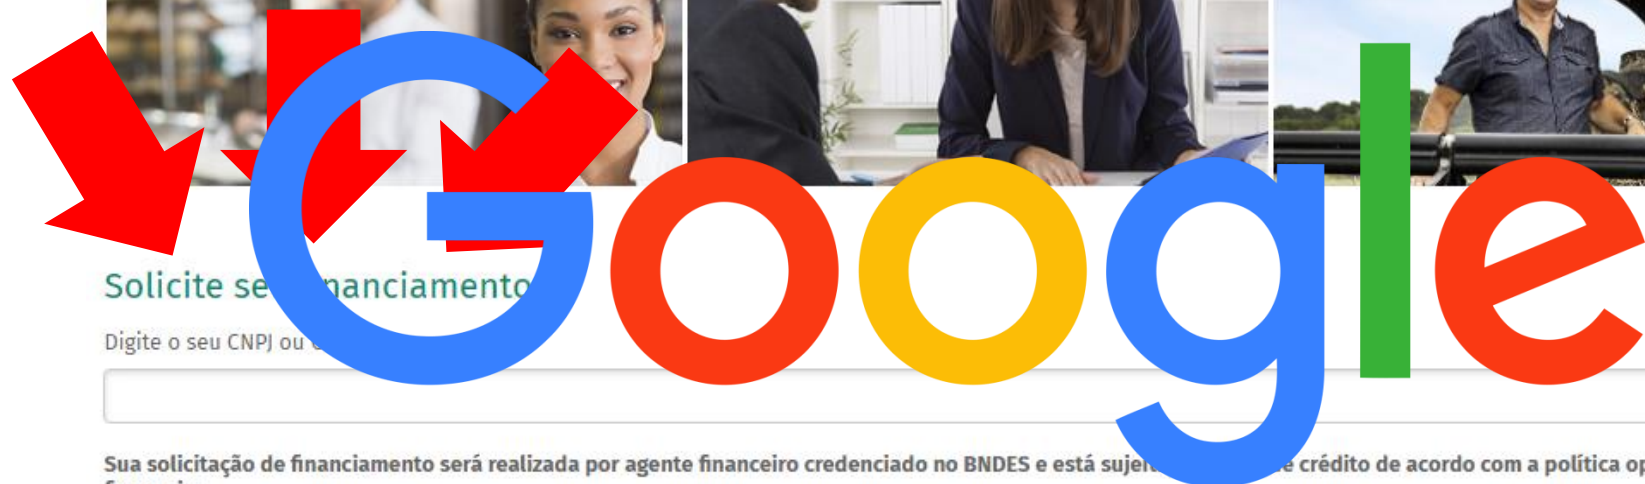 Google
Solicite se nanciamento
Digite o seu CNPJ ou
Sua solicitação de financiamento será realizada por agente financeiro credenciado no BNDES e está sujei crédito de acordo com a política op